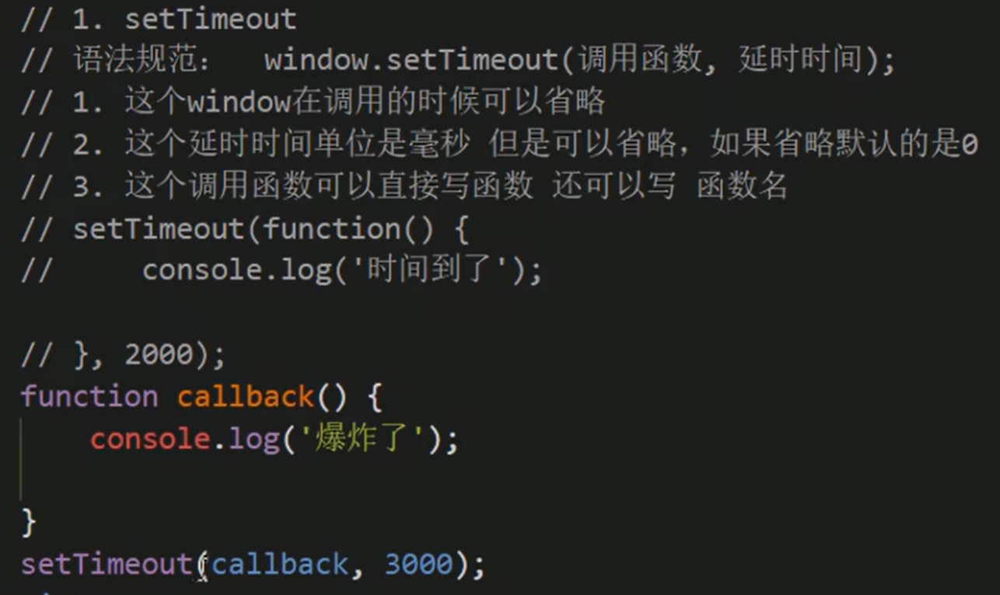 // 1. setTimeout
// 语法规范：  window.setTimeout(调用函数, 延时时间);
// 1. 这个window在调用的时候可以省略
// 2. 这个延时时间单位是毫秒 但是可以省略，如果省略默认的是0
// 3. 这个调用函数可以直接写函数 还可以写 函数名
// setTimeout(function() {
//     console.log('时间到了');
// }, 2000);
function callback() {
    console.log('爆炸了');
}
setTimeout(callback, 3000);